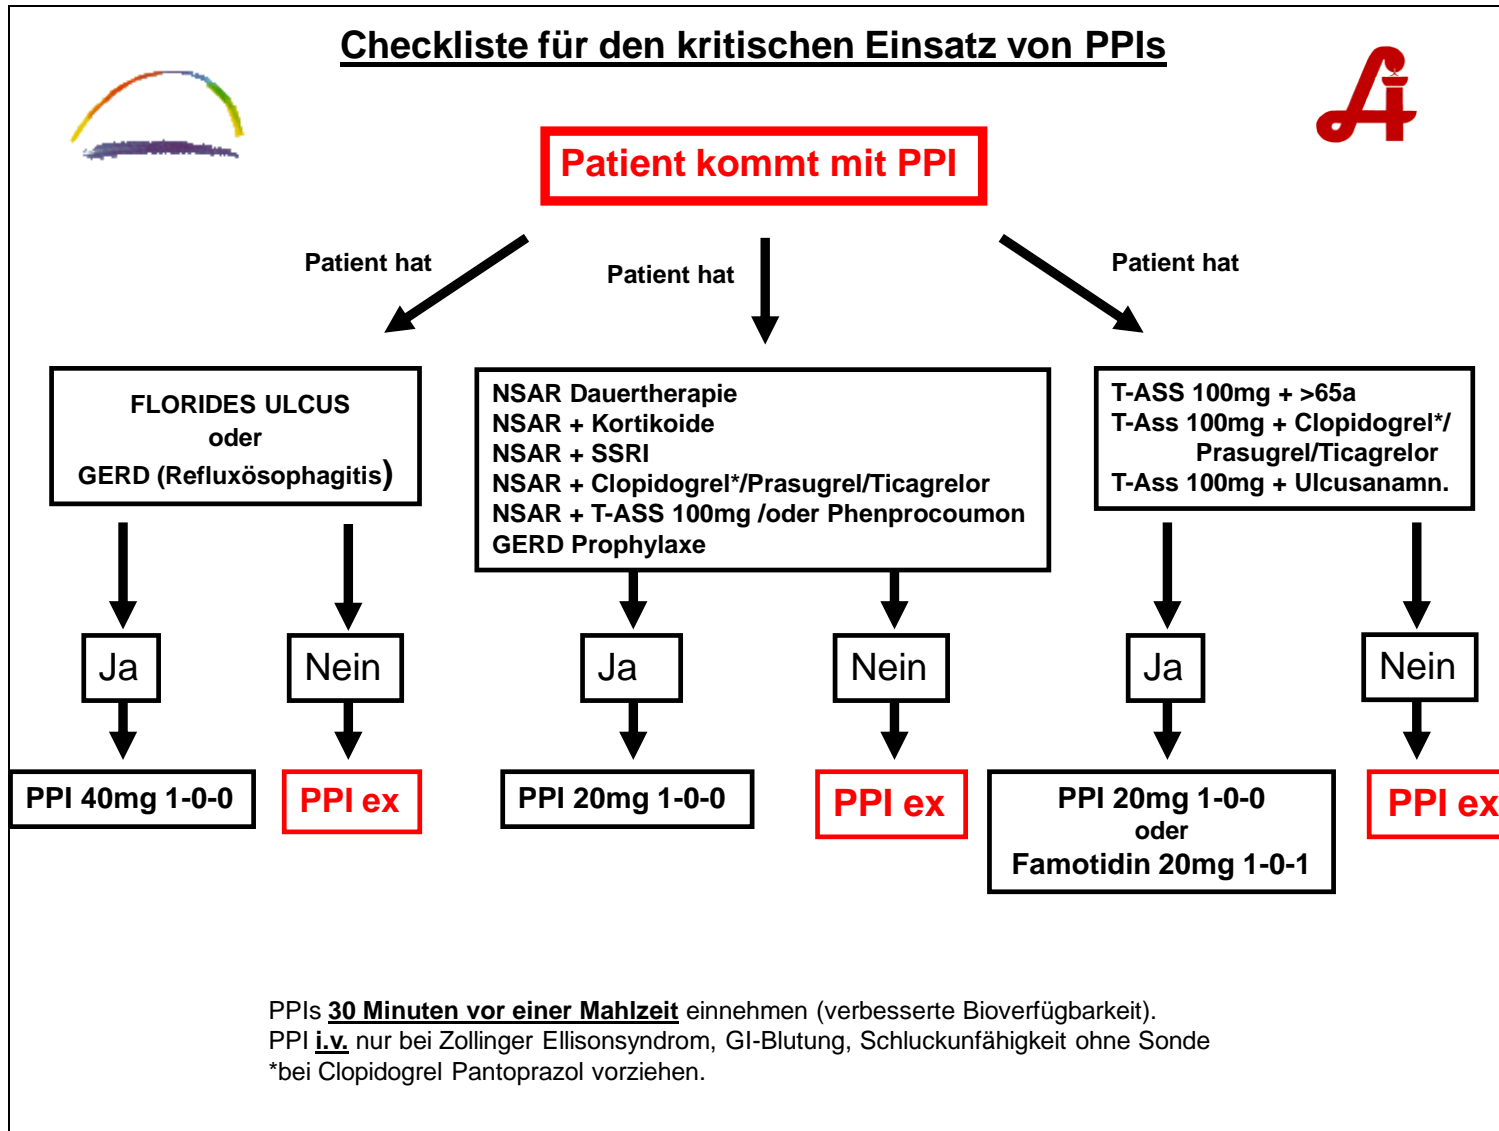 Checkliste für den kritischen Einsatz von PPIs
Patient kommt mit PPI
Patient hat
Patient hat
Patient hat
FLORIDES ULCUS
oder
GERD (Refluxösophagitis)
NSAR Dauertherapie
NSAR + Kortikoide
NSAR + SSRI
NSAR + Clopidogrel*/Prasugrel/Ticagrelor
NSAR + T-ASS 100mg /oder Phenprocoumon
GERD Prophylaxe
T-ASS 100mg + >65a
T-Ass 100mg + Clopidogrel*/
Prasugrel/Ticagrelor
T-Ass 100mg + Ulcusanamn.
Ja
Nein
Ja
Nein
Ja
Nein
PPI 40mg 1-0-0
PPI ex
PPI 20mg 1-0-0
PPI ex
PPI 20mg 1-0-0
oder
Famotidin 20mg 1-0-1
PPI ex
PPIs 30 Minuten vor einer Mahlzeit einnehmen (verbesserte Bioverfügbarkeit).
PPI i.v. nur bei Zollinger Ellisonsyndrom, GI-Blutung, Schluckunfähigkeit ohne Sonde
*bei Clopidogrel Pantoprazol vorziehen.